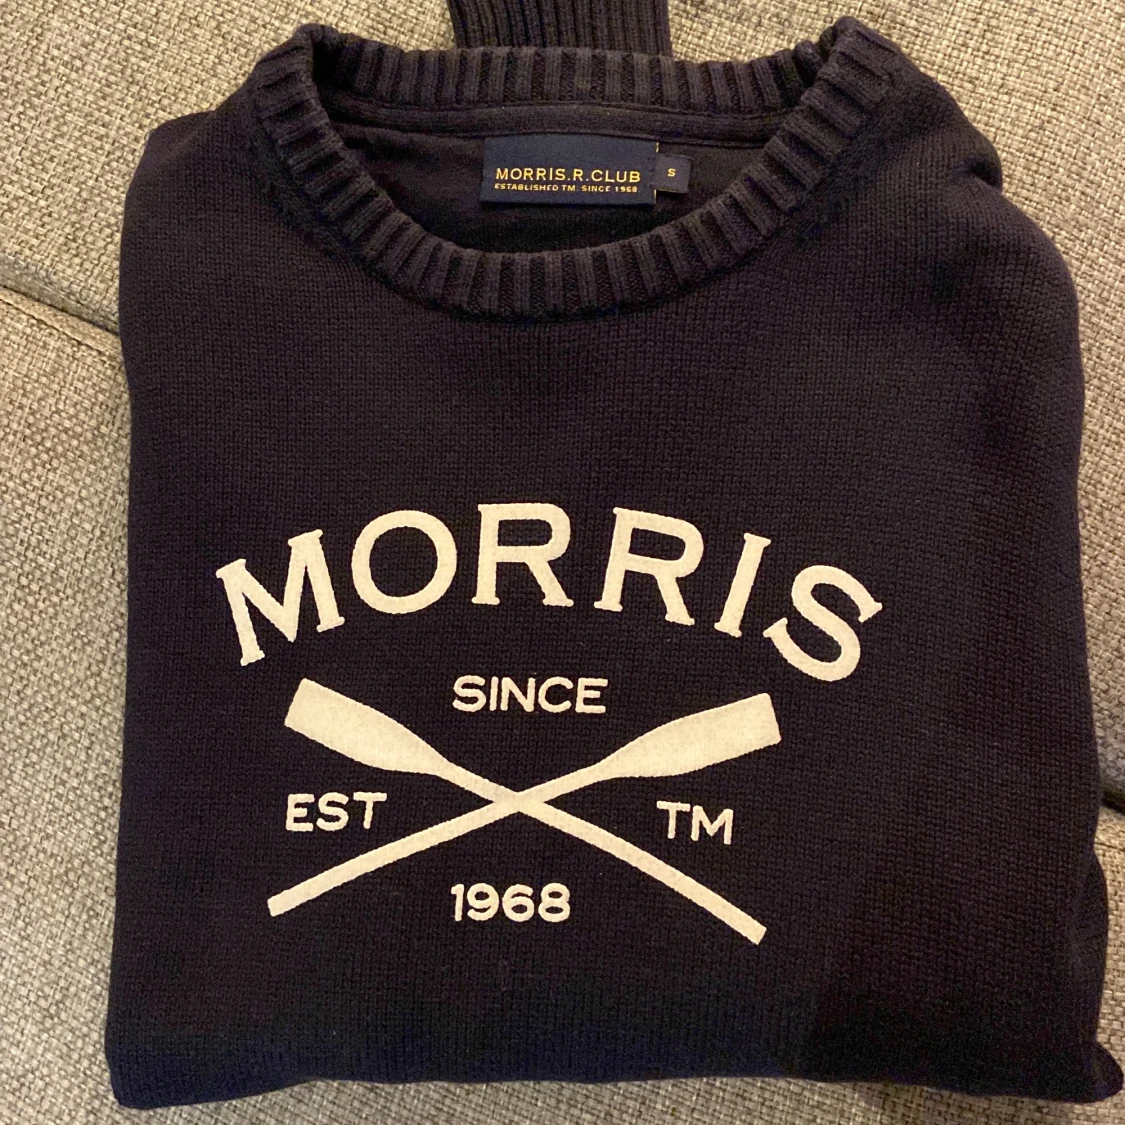 MORRIS.R.CLUB
ESTABLISHED TM. SINCE 1968.
S
MORRIS
SINCE
EST TM
1968